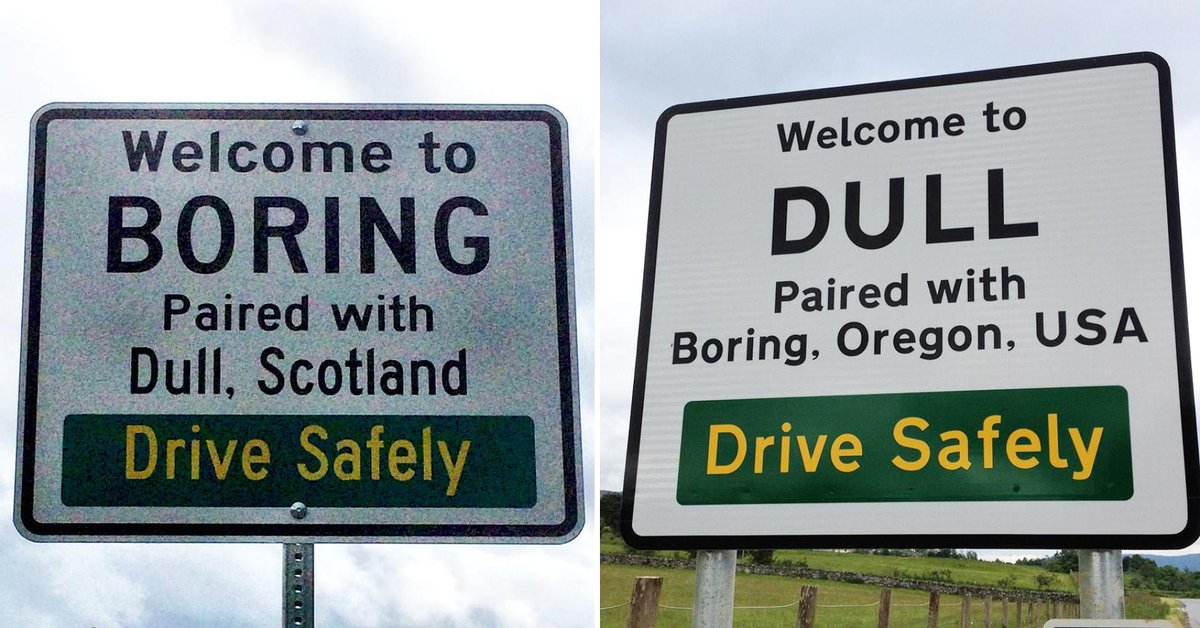 Welcome to
BORING
Paired with
Dull, Scotland
Drive Safely
Welcome to
DULL
Paired with
Boring, Oregon, USA
Drive Safely